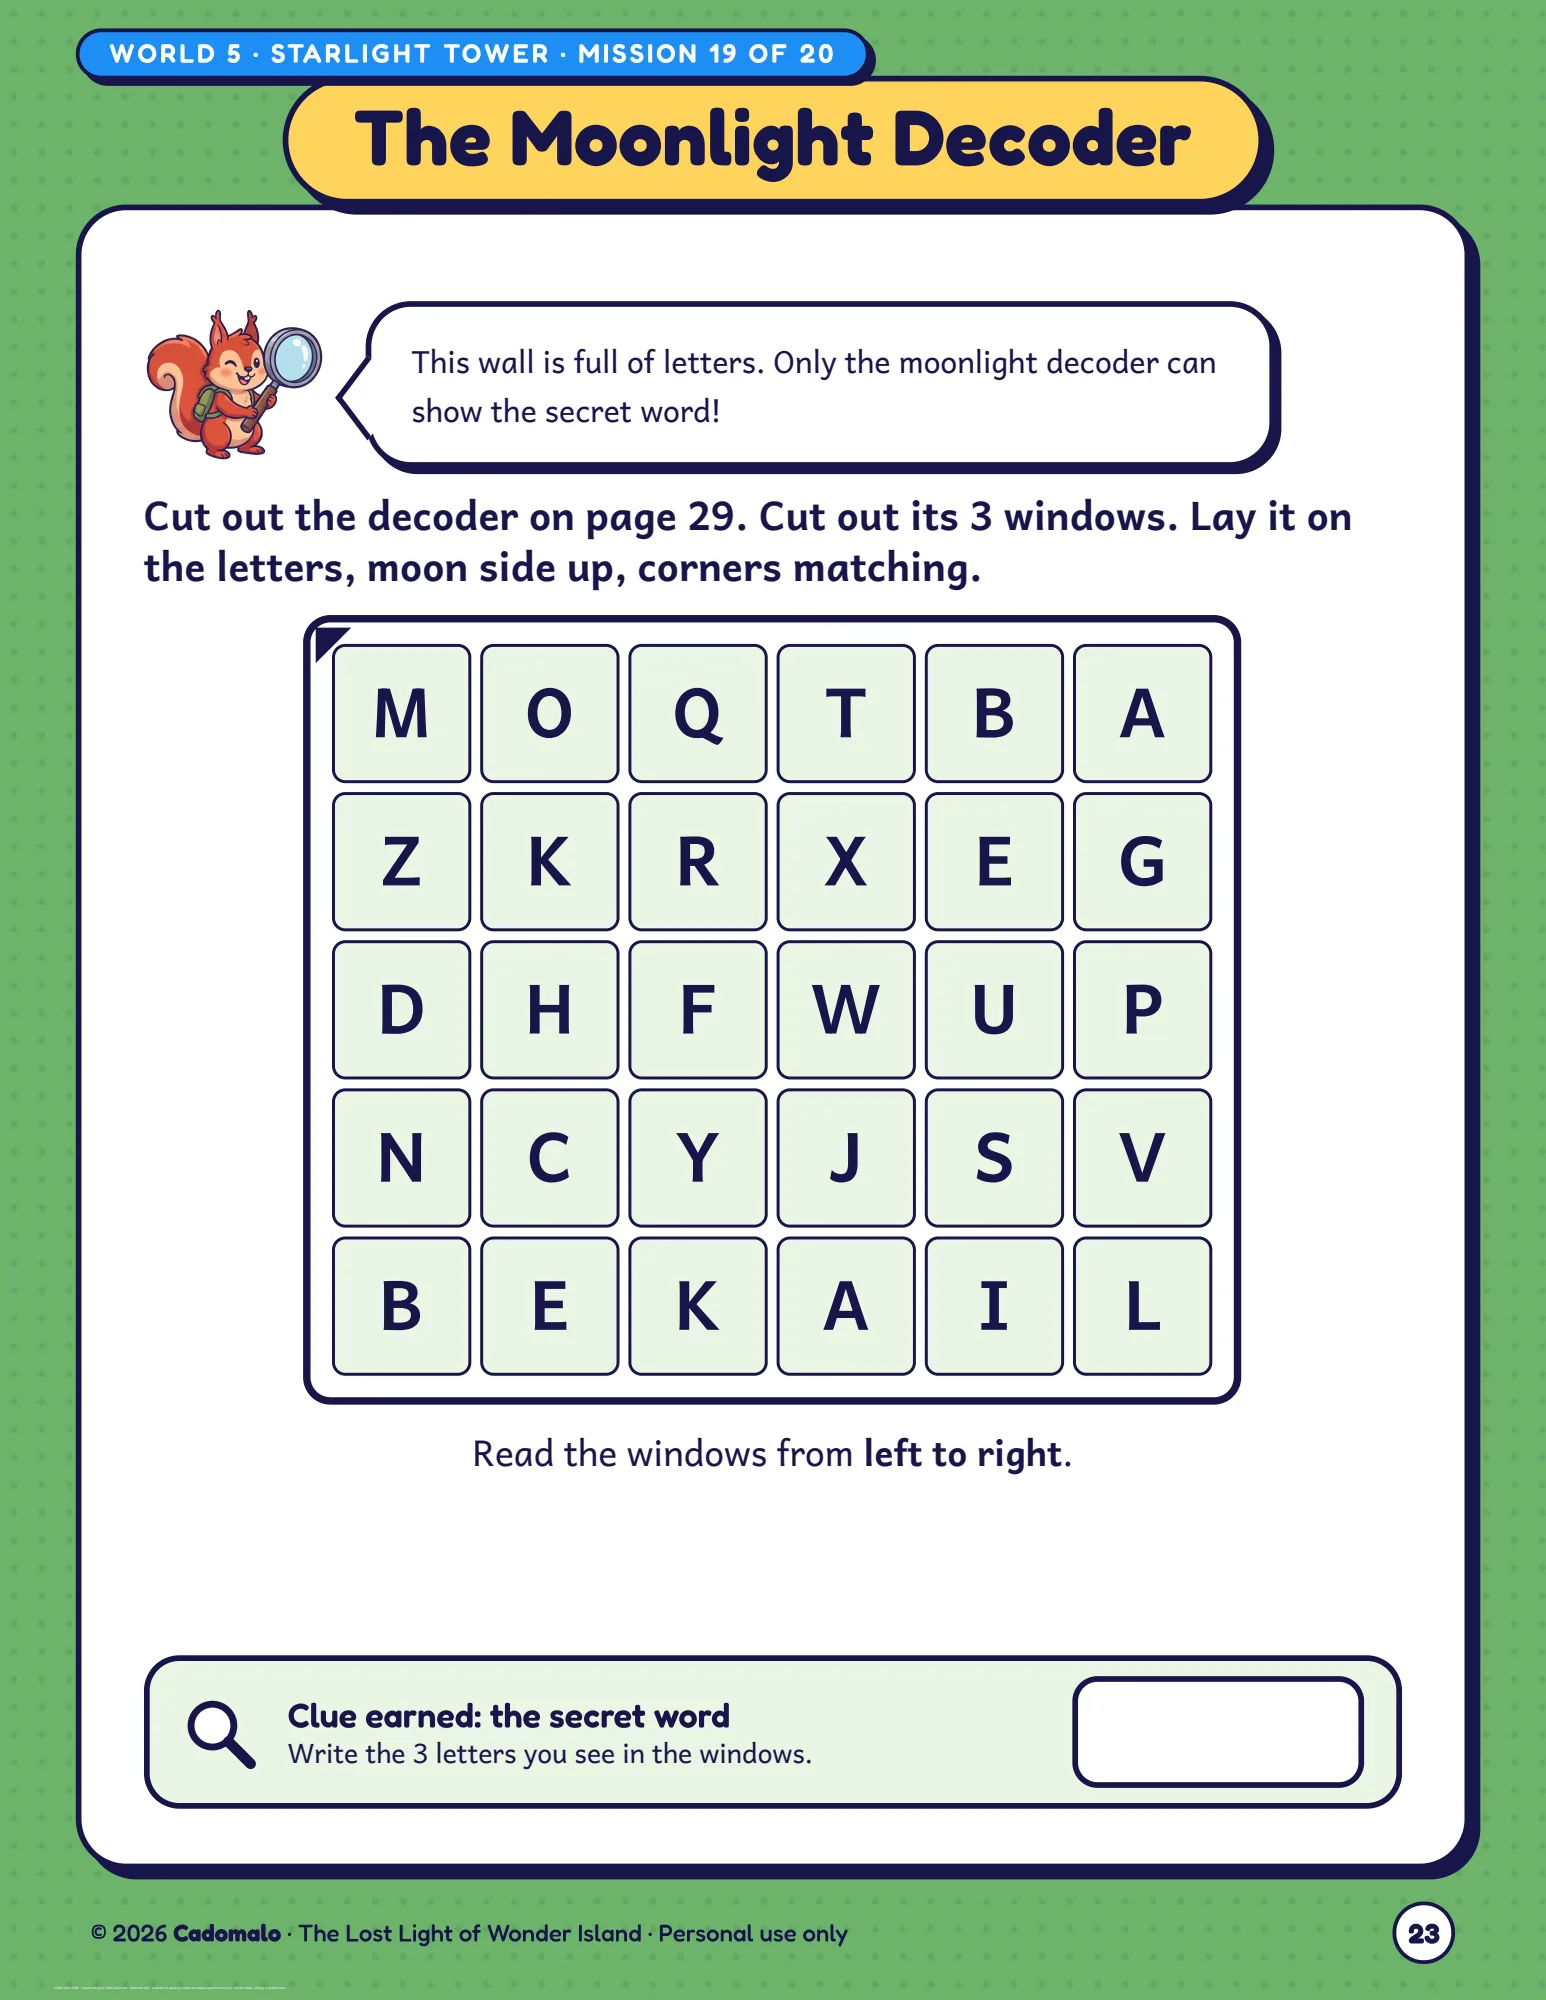 WORLD 5 · STARLIGHT TOWER · MISSION 19 OF 20
The Moonlight Decoder
This wall is full of letters. Only the moonlight decoder can
show the secret word!
Cut out the decoder on page 29. Cut out its 3 windows. Lay it on
the letters, moon side up, corners matching.
M O Q T B A
Z K R X E G
D H F W U P
N C Y J S V
B E K A I L
Read the windows from left to right.
Clue earned: the secret word
Write the 3 letters you see in the windows.
© 2026 Cadomalo · The Lost Light of Wonder Island · Personal use only
23